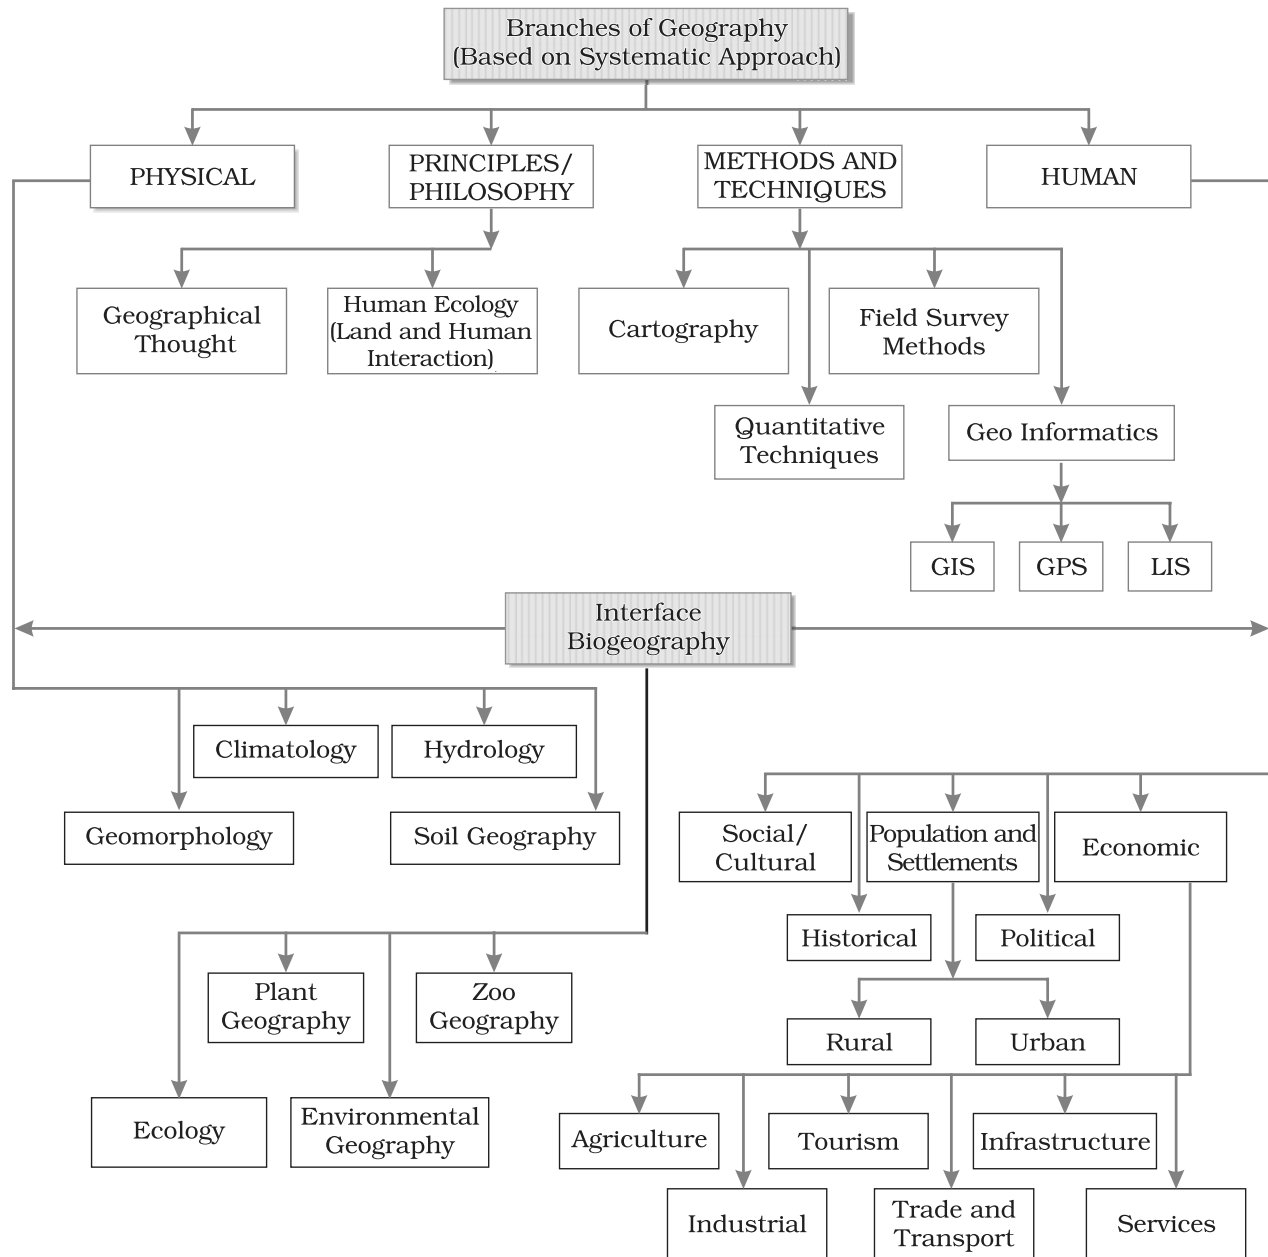 Branches of Geography
(Based on Systematic Approach)
PHYSICAL
PRINCIPLES/
PHILOSOPHY
METHODS AND
TECHNIQUES
HUMAN
Geographical
Thought
Human Ecology
(Land and Human
Interaction)
Cartography
Field Survey
Methods
Quantitative
Techniques
Geo Informatics
GIS
GPS
LIS
Interface
Biogeography
Climatology
Hydrology
Geomorphology
Soil Geography
Social/
Cultural
Population and
Settlements
Economic
Historical
Political
Plant
Geography
Zoo
Geography
Rural
Urban
Ecology
Environmental
Geography
Agriculture
Tourism
Infrastructure
Industrial
Trade and
Transport
Services